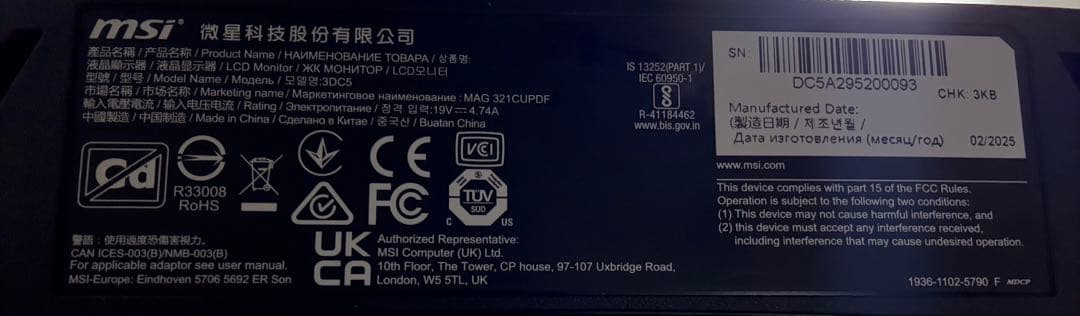 msi 微星科技股份有限公司
產品名稱 / 产品名称 / Product Name / НАИМЕНОВАНИЕ ТОВАРА / 상품명:
液晶顯示器 / 液晶显示器 / LCD Monitor / ЖК МОНИТОР / LCD모니터
型號 / 型号 / Model Name / Модель / 모델명:3DC5
市場名稱 / 市场名称 / Marketing name / Маркетинговое наименование : MAG 321CUPDF
輸入電壓電流 / 输入电压电流 / Rating / Электропитание / 정격 입력:19V⎓4.74A
中國製造 / 中国制造 / Made in China / Сделано в Китае / 중국산 / Buatan China
IS 13252(PART 1)/
IEC 60950-1
R-41184462
www.bis.gov.in
SN:
DC5A295200093
CHK: 3KB
Manufactured Date:
(製造日期 / 제조년월 /
Дата изготовления (месяц/год)
02/2025
Cd
R33008
RoHS
CE
VCCI
FC
TÜV
SÜD
C US
www.msi.com
This device complies with part 15 of the FCC Rules.
Operation is subject to the following two conditions:
(1) This device may not cause harmful interference, and
(2) this device must accept any interference received,
including interference that may cause undesired operation.
警語 : 使用過度恐傷害視力.
CAN ICES-003(B)/NMB-003(B)
For applicable adaptor see user manual.
MSI-Europe: Eindhoven 5706 5692 ER Son
UK
CA
Authorized Representative:
MSI Computer (UK) Ltd.
10th Floor, The Tower, CP house, 97-107 Uxbridge Road,
London, W5 5TL, UK
1936-1102-5790 F MDCP